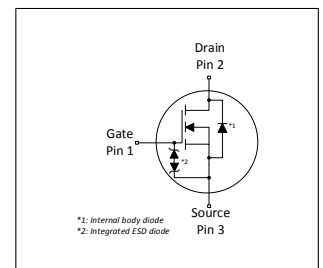 Drain
Pin 2
*1
Gate
Pin 1
*2
Source
Pin 3
*1: Internal body diode
*2: Integrated ESD diode